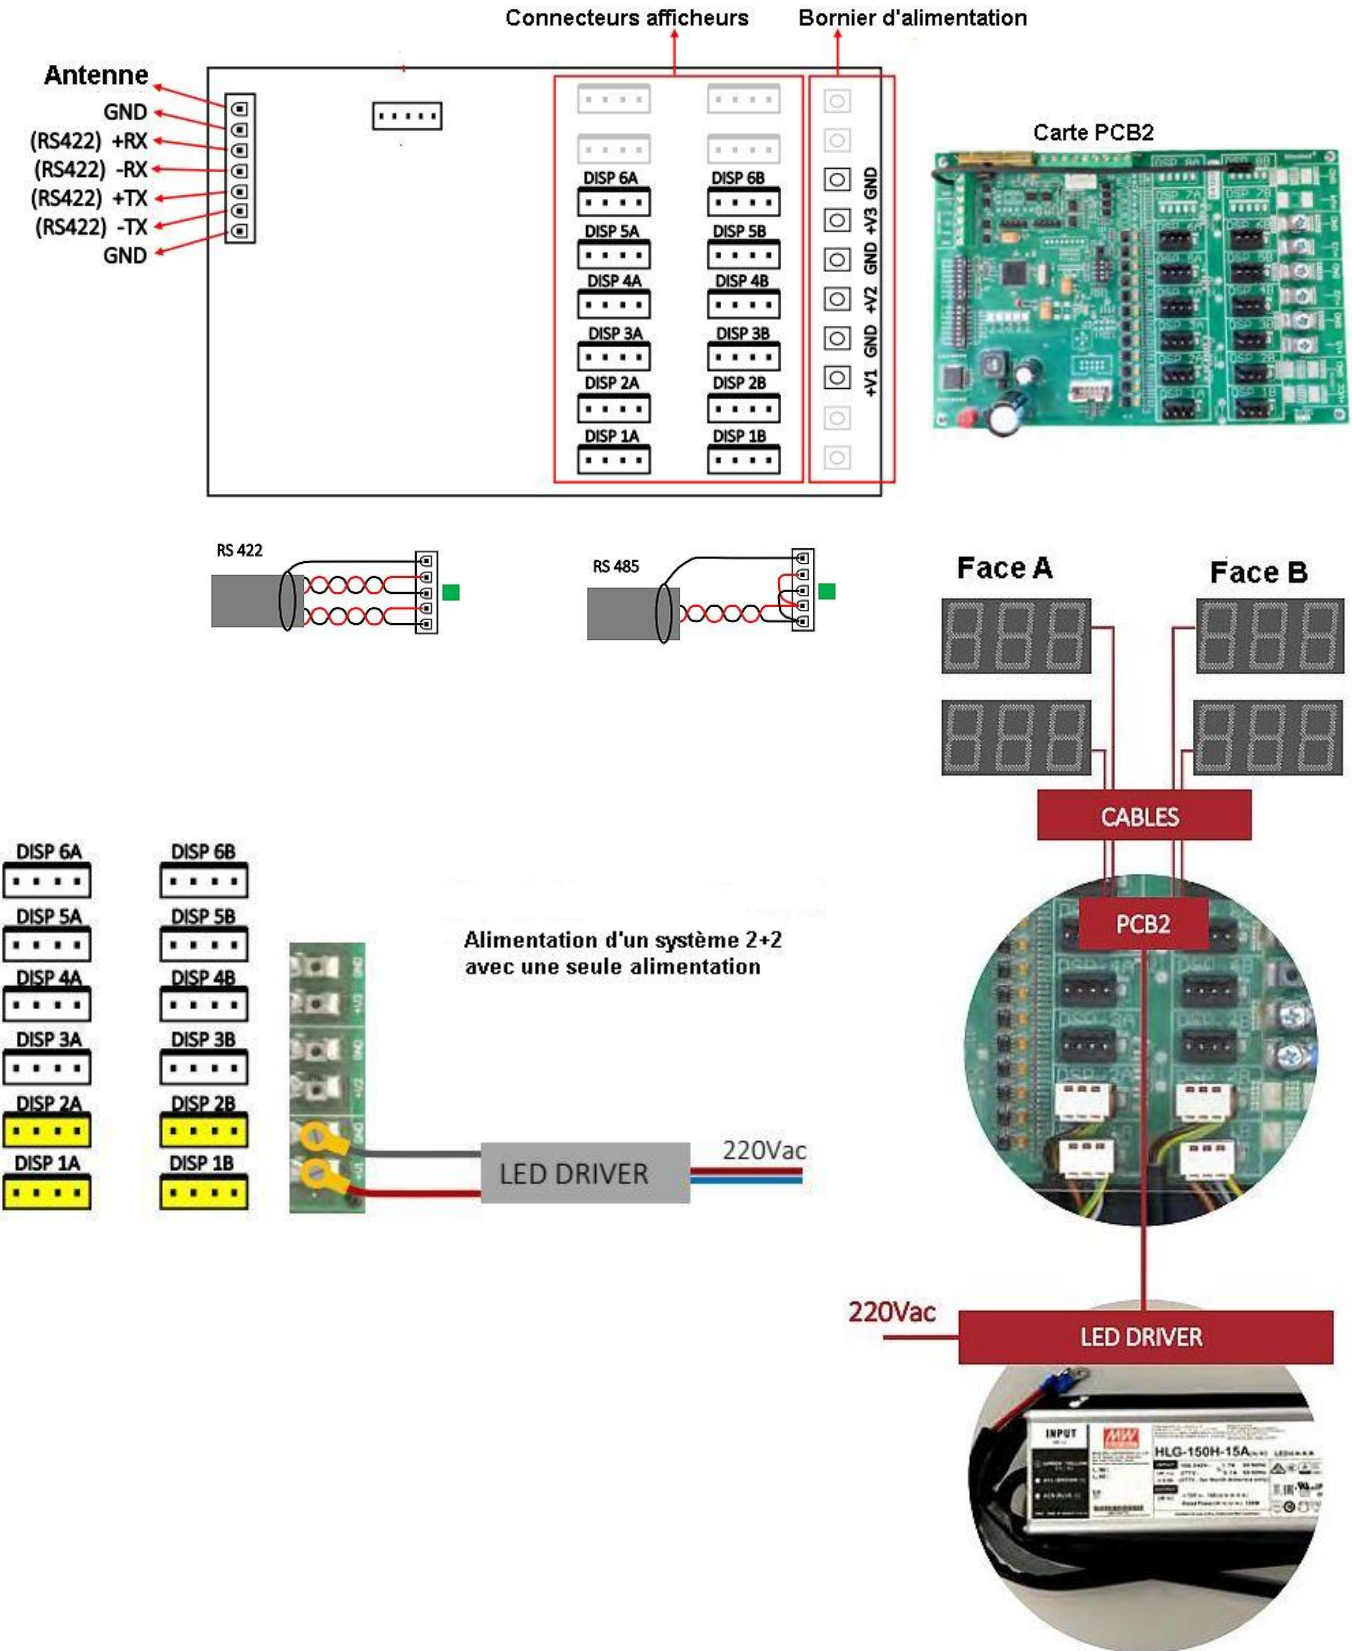 Connecteurs afficheurs
Bornier d'alimentation
Antenne
GND
(RS422) +RX
(RS422) -RX
(RS422) +TX
(RS422) -TX
GND
DISP 6A
DISP 6B
DISP 5A
DISP 5B
DISP 4A
DISP 4B
DISP 3A
DISP 3B
DISP 2A
DISP 2B
DISP 1A
DISP 1B
GND
+V3
GND
+V2
GND
+V1
Carte PCB2
RS 422
RS 485
Face A
Face B
CABLES
PCB2
DISP 6A
DISP 6B
DISP 5A
DISP 5B
DISP 4A
DISP 4B
DISP 3A
DISP 3B
DISP 2A
DISP 2B
DISP 1A
DISP 1B
Alimentation d'un système 2+2
avec une seule alimentation
LED DRIVER
220Vac
220Vac
LED DRIVER
INPUT
MW
HLG-150H-15A